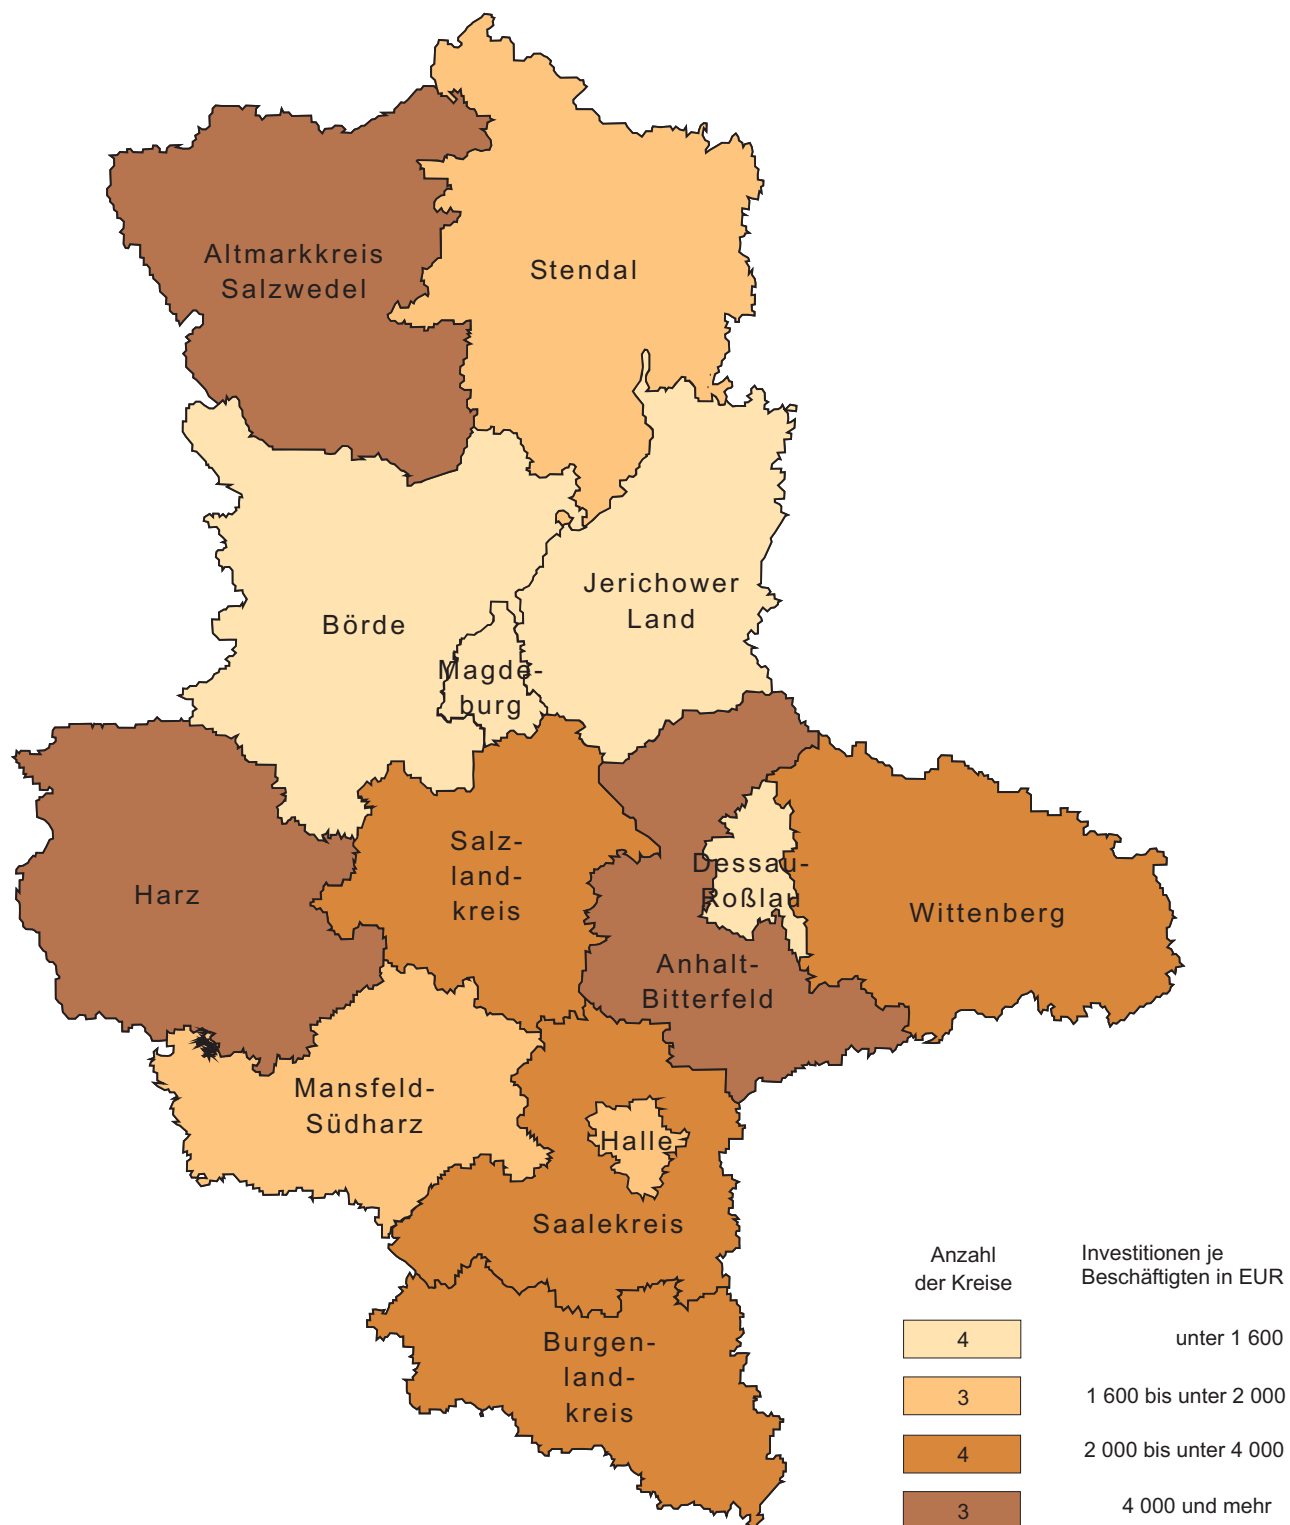 Altmarkkreis
Salzwedel
Stendal
Jerichower
Land
Börde
Magde-
burg
Salz-
land-
kreis
Harz
Dessau-
Roßlau
Wittenberg
Anhalt-
Bitterfeld
Mansfeld-
Südharz
Halle
Saalekreis
Burgen-
land-
kreis
Anzahl
der Kreise
Investitionen je
Beschäftigten in EUR
4 unter 1 600
3 1 600 bis unter 2 000
4 2 000 bis unter 4 000
3 4 000 und mehr